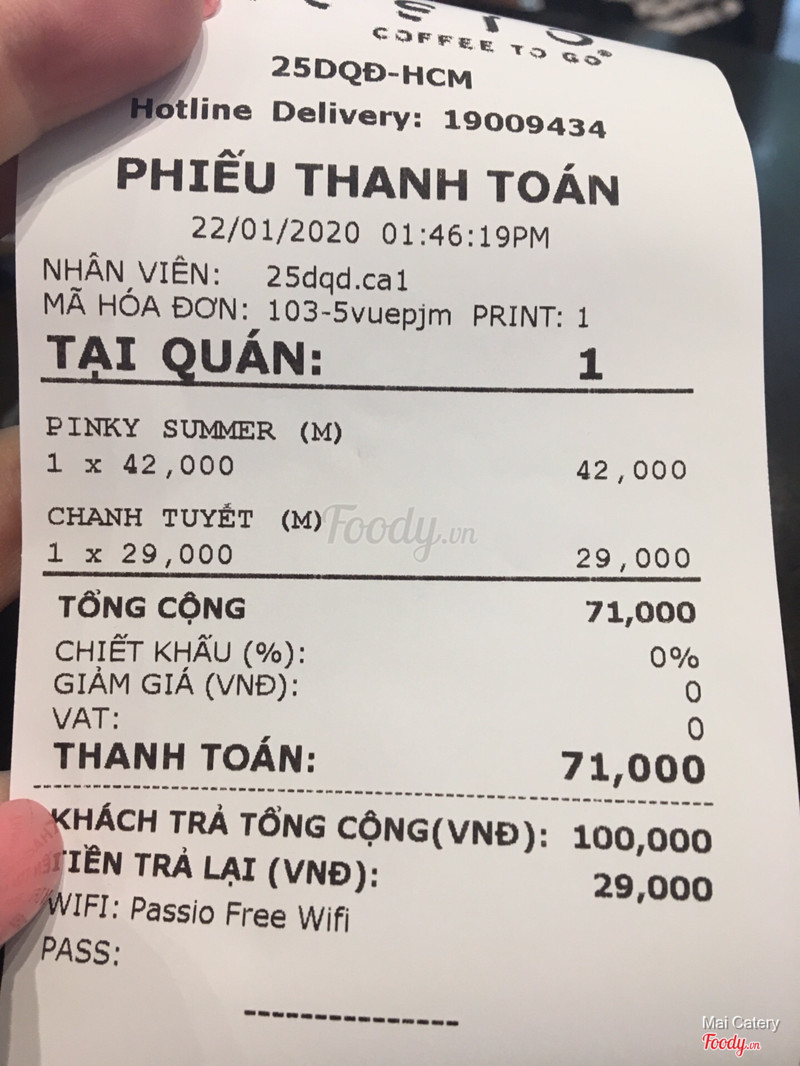 COFFEE TO GO®
25DQĐ-HCM
Hotline Delivery: 19009434
PHIẾU THANH TOÁN
22/01/2020 01:46:19PM
NHÂN VIÊN: 25dqd.ca1
MÃ HÓA ĐƠN: 103-5vuepjm PRINT: 1
TẠI QUÁN: 1
PINKY SUMMER (M)
1 x 42,000 42,000
CHANH TUYẾT (M)
1 x 29,000 29,000
TỔNG CỘNG 71,000
CHIẾT KHẤU (%): 0%
GIẢM GIÁ (VNĐ): 0
VAT: 0
THANH TOÁN: 71,000
KHÁCH TRẢ TỔNG CỘNG(VNĐ): 100,000
TIỀN TRẢ LẠI (VNĐ): 29,000
WIFI: Passio Free Wifi
PASS:
Foody.vn
Mai Catery
Foody.vn